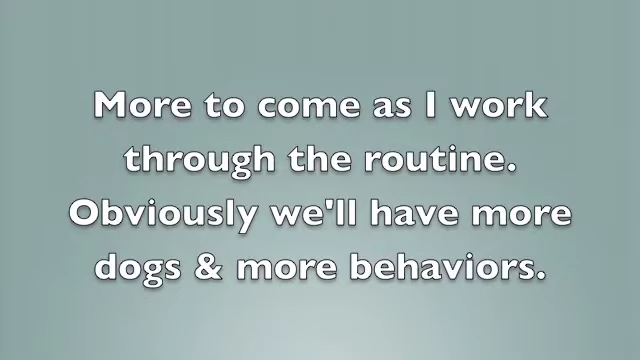 More to come as I work
through the routine.
Obviously we'll have more
dogs & more behaviors.